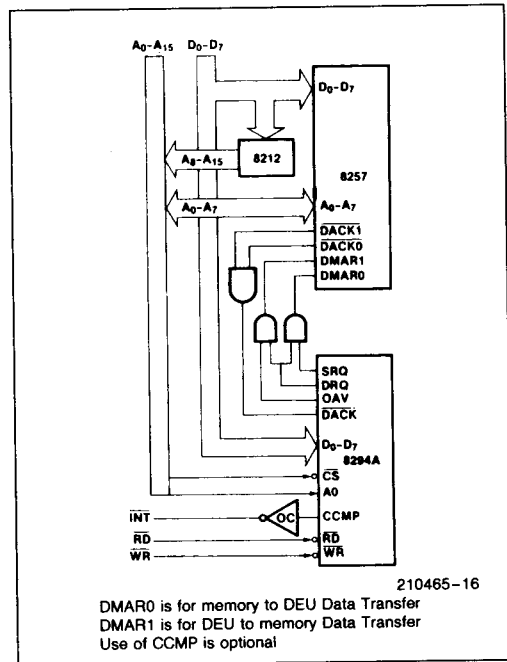 A0–A15 D0–D7
D0–D7
8212
A8–A15
8257
A0–A7
A0–A7
DACK1
DACK0
DMAR1
DMAR0
SRQ
DRQ
OAV
DACK
D0–D7
8294A
CS
A0
INT
OC
CCMP
RD
RD
WR
WR
210465–16
DMAR0 is for memory to DEU Data Transfer
DMAR1 is for DEU to memory Data Transfer
Use of CCMP is optional